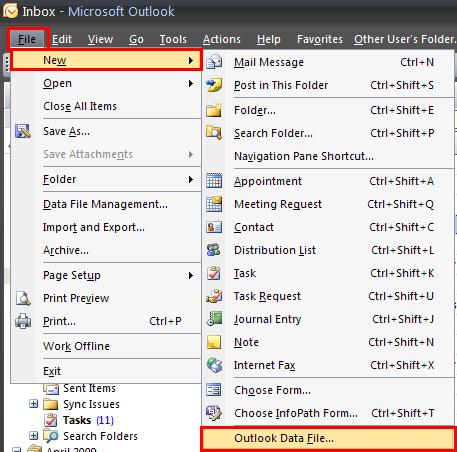 Inbox - Microsoft Outlook
File Edit View Go Tools Actions Help Favorites Other User's Folder.
New
Open
Close All Items
Save As...
Save Attachments
Folder
Data File Management...
Import and Export...
Archive...
Page Setup
Print Preview
Print... Ctrl+P
Work Offline
Exit
Mail Message Ctrl+N
Post in This Folder Ctrl+Shift+S
Folder... Ctrl+Shift+E
Search Folder... Ctrl+Shift+P
Navigation Pane Shortcut...
Appointment Ctrl+Shift+A
Meeting Request Ctrl+Shift+Q
Contact Ctrl+Shift+C
Distribution List Ctrl+Shift+L
Task Ctrl+Shift+K
Task Request Ctrl+Shift+U
Journal Entry Ctrl+Shift+J
Note Ctrl+Shift+N
Internet Fax Ctrl+Shift+X
Choose Form...
Choose InfoPath Form... Ctrl+Shift+T
Outlook Data File...
Sent Items
Sync Issues
Tasks (11)
Search Folders
April 2009